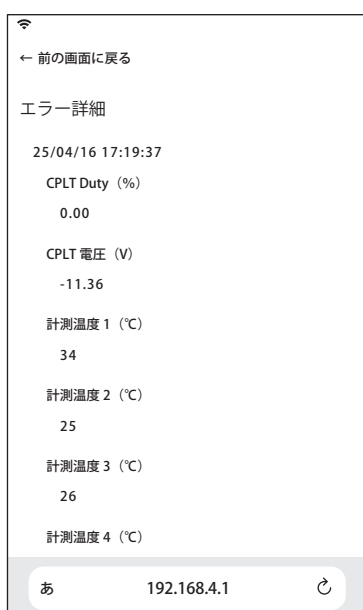 ← 前の画面に戻る
エラー詳細
25/04/16 17:19:37
CPLT Duty（%）
0.00
CPLT 電圧（V）
-11.36
計測温度 1（℃）
34
計測温度 2（℃）
25
計測温度 3（℃）
26
計測温度 4（℃）
あ 192.168.4.1